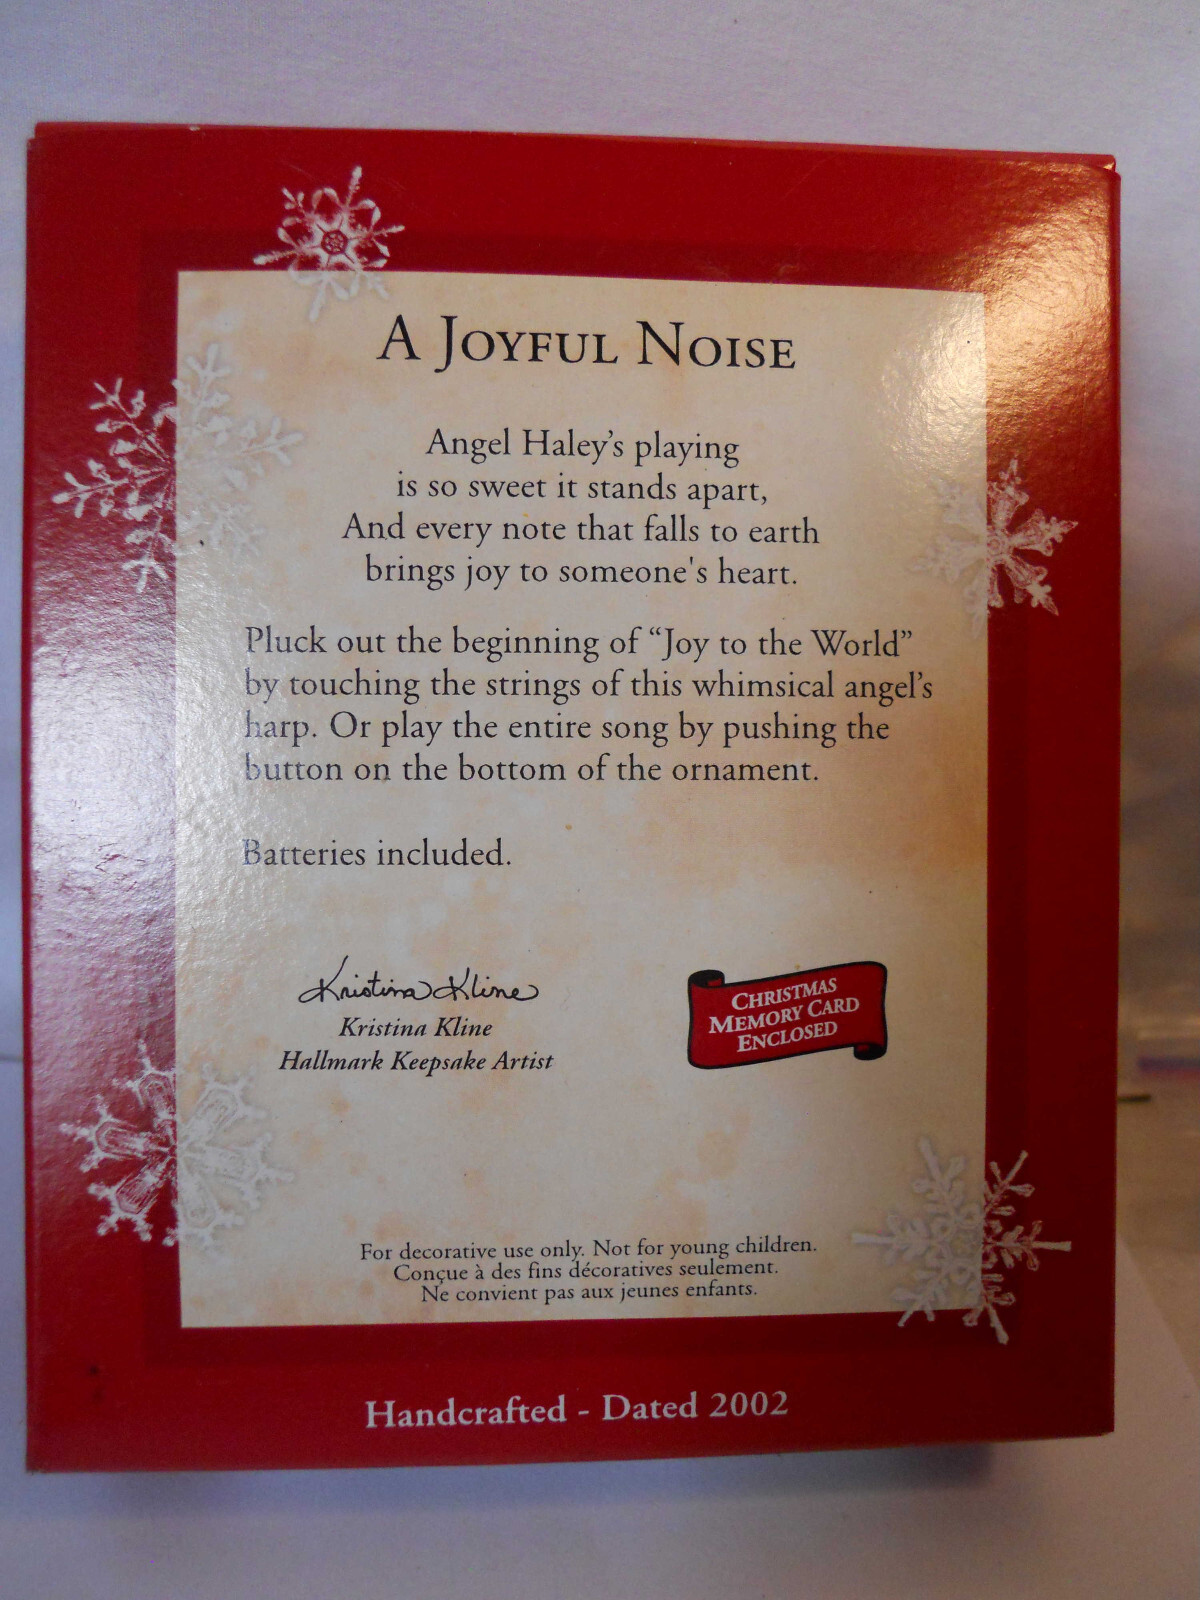 A JOYFUL NOISE
Angel Haley's playing
is so sweet it stands apart,
And every note that falls to earth
brings joy to someone's heart.
Pluck out the beginning of “Joy to the World”
by touching the strings of this whimsical angel's
harp. Or play the entire song by pushing the
button on the bottom of the ornament.
Batteries included.
Kristina Kline
Kristina Kline
Hallmark Keepsake Artist
CHRISTMAS
MEMORY CARD
ENCLOSED
For decorative use only. Not for young children.
Conçue à des fins décoratives seulement.
Ne convient pas aux jeunes enfants.
Handcrafted - Dated 2002